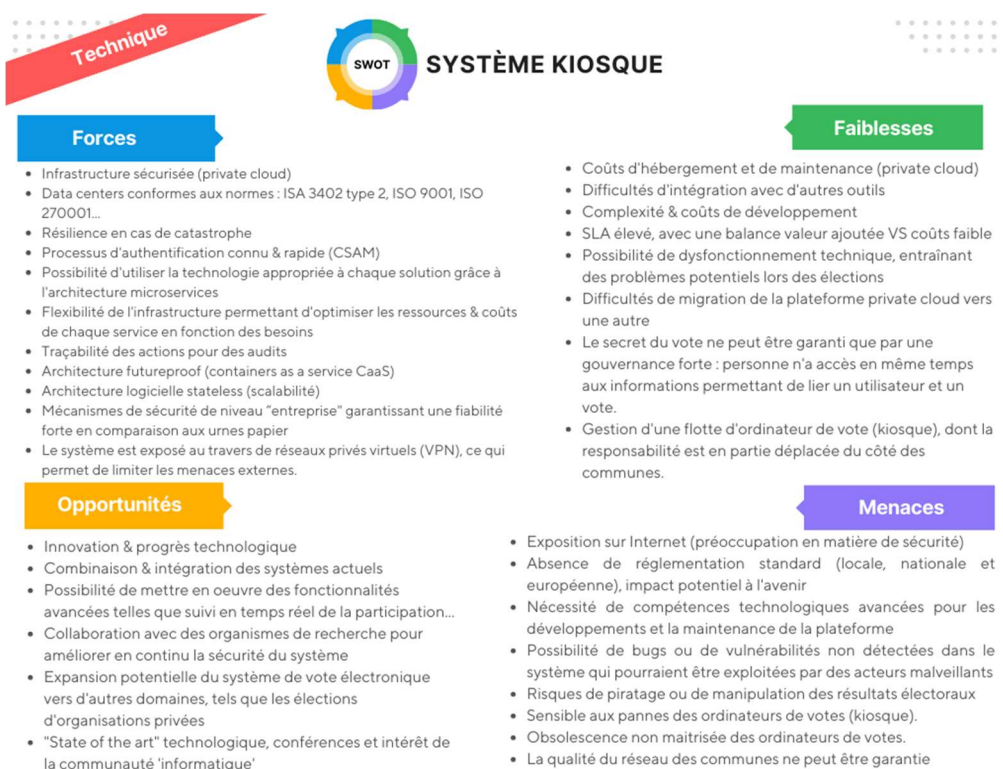 Technique
SWOT
SYSTÈME KIOSQUE
Forces
• Infrastructure sécurisée (private cloud)
• Data centers conformes aux normes : ISA 3402 type 2, ISO 9001, ISO
270001...
• Résilience en cas de catastrophe
• Processus d'authentification connu & rapide (CSAM)
• Possibilité d'utiliser la technologie appropriée à chaque solution grâce à
l'architecture microservices
• Flexibilité de l'infrastructure permettant d'optimiser les ressources & coûts
de chaque service en fonction des besoins
• Traçabilité des actions pour des audits
• Architecture futureproof (containers as a service CaaS)
• Architecture logicielle stateless (scalabilité)
• Mécanismes de sécurité de niveau "entreprise" garantissant une fiabilité
forte en comparaison aux urnes papier
• Le système est exposé au travers de réseaux privés virtuels (VPN), ce qui
permet de limiter les menaces externes.
Faiblesses
• Coûts d'hébergement et de maintenance (private cloud)
• Difficultés d'intégration avec d'autres outils
• Complexité & coûts de développement
• SLA élevé, avec une balance valeur ajoutée VS coûts faible
• Possibilité de dysfonctionnement technique, entraînant
des problèmes potentiels lors des élections
• Difficultés de migration de la plateforme private cloud vers
une autre
• Le secret du vote ne peut être garanti que par une
gouvernance forte : personne n'a accès en même temps
aux informations permettant de lier un utilisateur et un
vote.
• Gestion d'une flotte d'ordinateur de vote (kiosque), dont la
responsabilité est en partie déplacée du côté des
communes.
Opportunités
• Innovation & progrès technologique
• Combinaison & intégration des systèmes actuels
• Possibilité de mettre en oeuvre des fonctionnalités
avancées telles que suivi en temps réel de la participation...
• Collaboration avec des organismes de recherche pour
améliorer en continu la sécurité du système
• Expansion potentielle du système de vote électronique
vers d'autres domaines, tels que les élections
d'organisations privées
• "State of the art" technologique, conférences et intérêt de
la communauté 'informatique'
Menaces
• Exposition sur Internet (préoccupation en matière de sécurité)
• Absence de réglementation standard (locale, nationale et
européenne), impact potentiel à l'avenir
• Nécessité de compétences technologiques avancées pour les
développements et la maintenance de la plateforme
• Possibilité de bugs ou de vulnérabilités non détectées dans le
système qui pourraient être exploitées par des acteurs malveillants
• Risques de piratage ou de manipulation des résultats électoraux
• Sensible aux pannes des ordinateurs de votes (kiosque).
• Obsolescence non maitrisée des ordinateurs de votes.
• La qualité du réseau des communes ne peut être garantie